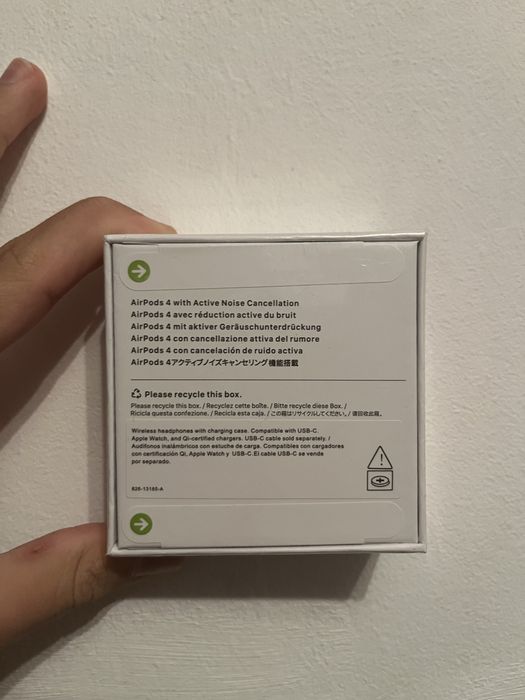 AirPods 4 with Active Noise Cancellation
AirPods 4 avec réduction active du bruit
AirPods 4 mit aktiver Geräuschunterdrückung
AirPods 4 con cancellazione attiva del rumore
AirPods 4 con cancelación de ruido activa
AirPods 4アクティブノイズキャンセリング機能搭載
Please recycle this box.
Please recycle this box. / Recyclez cette boîte. / Bitte recycle diese Box. /
Ricicla questa confezione. / Recicla esta caja. / この箱はリサイクルしてください。/ 请回收此箱。
Wireless headphones with charging case. Compatible with USB-C.
Apple Watch, and Qi-certified chargers. USB-C cable sold separately. /
Audífonos inalámbricos con estuche de carga. Compatibles con cargadores
con certificación Qi, Apple Watch y USB-C.El cable USB-C se vende
por separado.